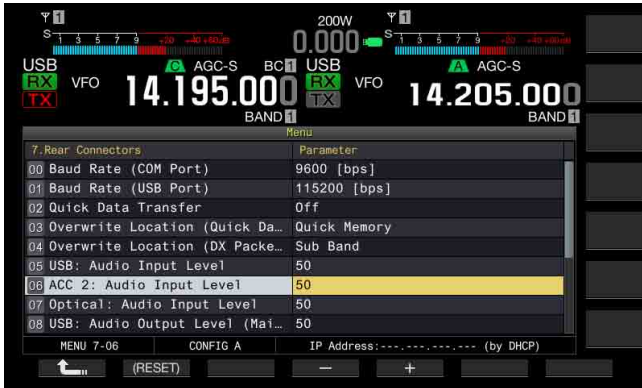 1 200W 1
S 1 3 5 7 9 +20 +40 +60dB 0.000 S 1 3 5 7 9 +20 +40 +60dB
USB C AGC-S BC1 USB A AGC-S
RX VFO 14.195.000 RX VFO 14.205.000
TX TX
BAND 1 BAND 1
Menu
7.Rear Connectors Parameter
00 Baud Rate (COM Port) 9600 [bps]
01 Baud Rate (USB Port) 115200 [bps]
02 Quick Data Transfer Off
03 Overwrite Location (Quick Da... Quick Memory
04 Overwrite Location (DX Packe... Sub Band
05 USB: Audio Input Level 50
06 ACC 2: Audio Input Level 50
07 Optical: Audio Input Level 50
08 USB: Audio Output Level (Mai... 50
MENU 7-06 CONFIG A IP Address:---.---.---.--- (by DHCP)
(RESET) − +